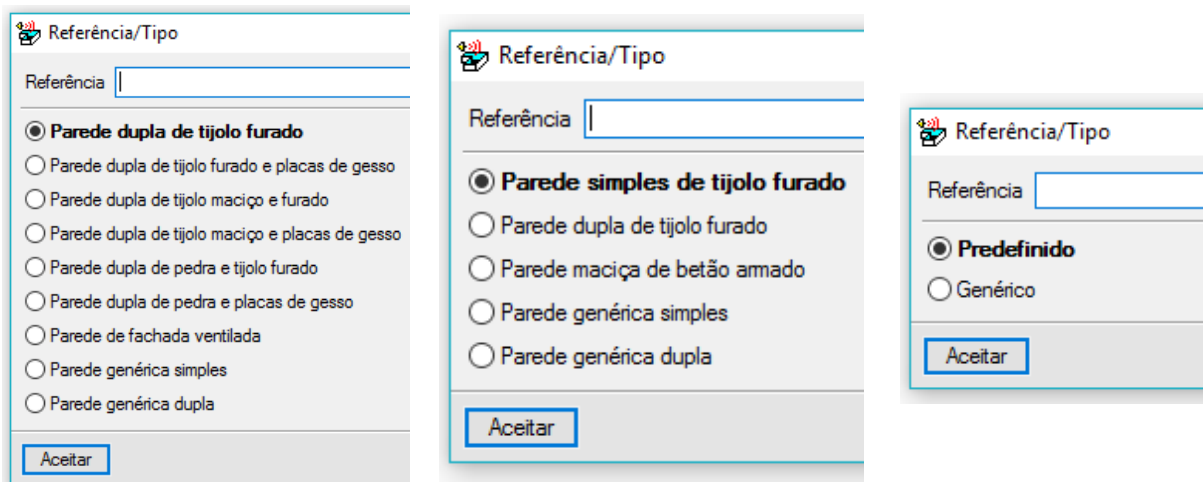 Referência/Tipo
Referência
Parede dupla de tijolo furado
Parede dupla de tijolo furado e placas de gesso
Parede dupla de tijolo maciço e furado
Parede dupla de tijolo maciço e placas de gesso
Parede dupla de pedra e tijolo furado
Parede dupla de pedra e placas de gesso
Parede de fachada ventilada
Parede genérica simples
Parede genérica dupla
Aceitar
Referência/Tipo
Referência
Parede simples de tijolo furado
Parede dupla de tijolo furado
Parede maciça de betão armado
Parede genérica simples
Parede genérica dupla
Aceitar
Referência/Tipo
Referência
Predefinido
Genérico
Aceitar